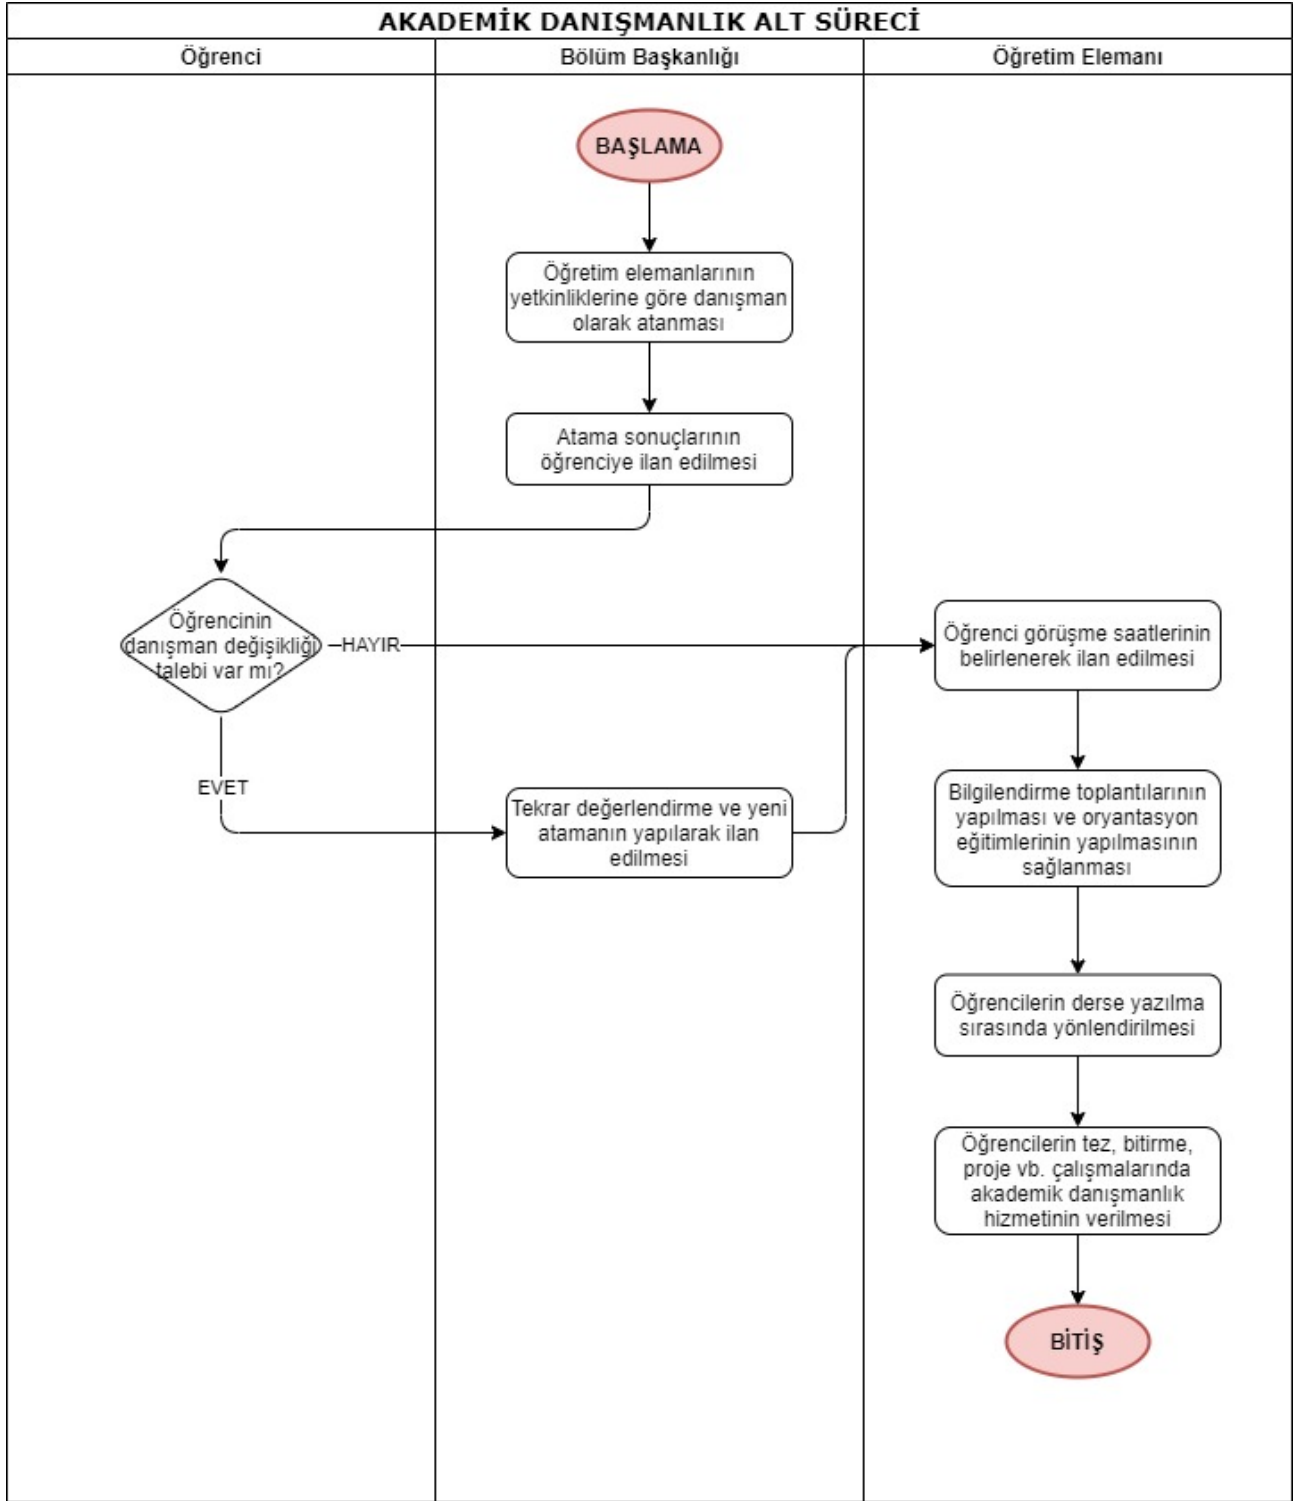 AKADEMİK DANIŞMANLIK ALT SÜRECİ
Öğrenci
Bölüm Başkanlığı
Öğretim Elemanı
BAŞLAMA
Öğretim elemanlarının
yetkinliklerine göre danışman
olarak atanması
Atama sonuçlarının
öğrenciye ilan edilmesi
Öğrencinin
danışman değişikliği
talebi var mı?
HAYIR
EVET
Tekrar değerlendirme ve yeni
atamanın yapılarak ilan
edilmesi
Öğrenci görüşme saatlerinin
belirlenerek ilan edilmesi
Bilgilendirme toplantılarının
yapılması ve oryantasyon
eğitimlerinin yapılmasının
sağlanması
Öğrencilerin derse yazılma
sırasında yönlendirilmesi
Öğrencilerin tez, bitirme,
proje vb. çalışmalarında
akademik danışmanlık
hizmetinin verilmesi
BİTİŞ